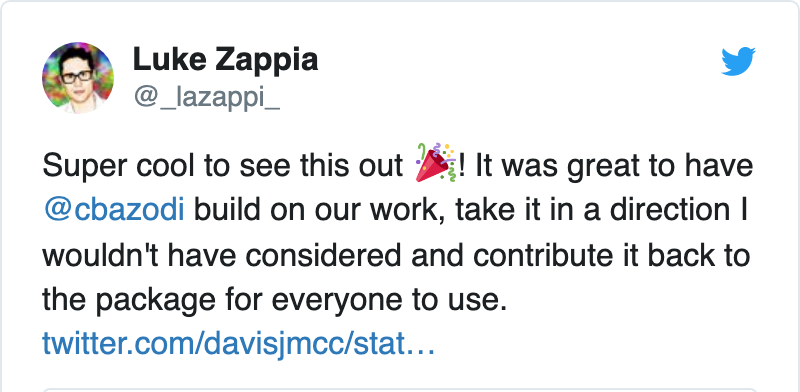 Luke Zappia
@_lazappi_
Super cool to see this out 🎉! It was great to have
@cbazodi build on our work, take it in a direction I
wouldn't have considered and contribute it back to
the package for everyone to use.
twitter.com/davisjmcc/stat…